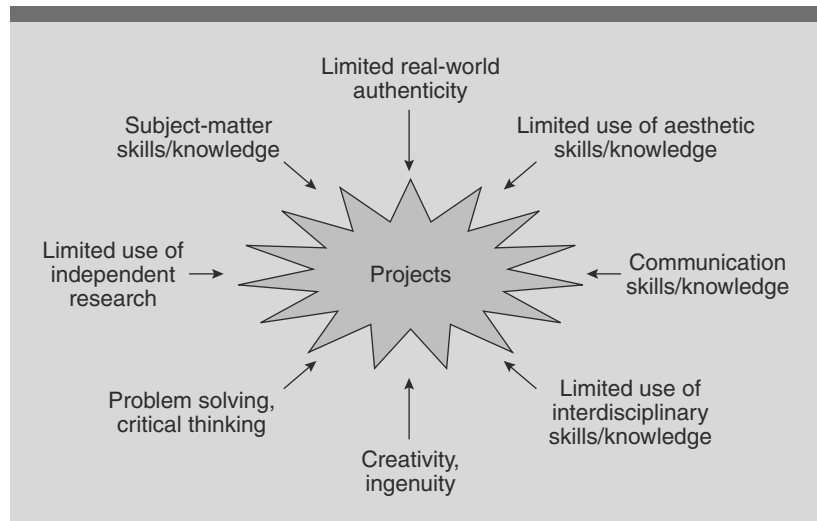 Limited real-world
authenticity
Subject-matter
skills/knowledge
Limited use of aesthetic
skills/knowledge
Limited use of
independent
research
Projects
Communication
skills/knowledge
Problem solving,
critical thinking
Limited use of
interdisciplinary
skills/knowledge
Creativity,
ingenuity